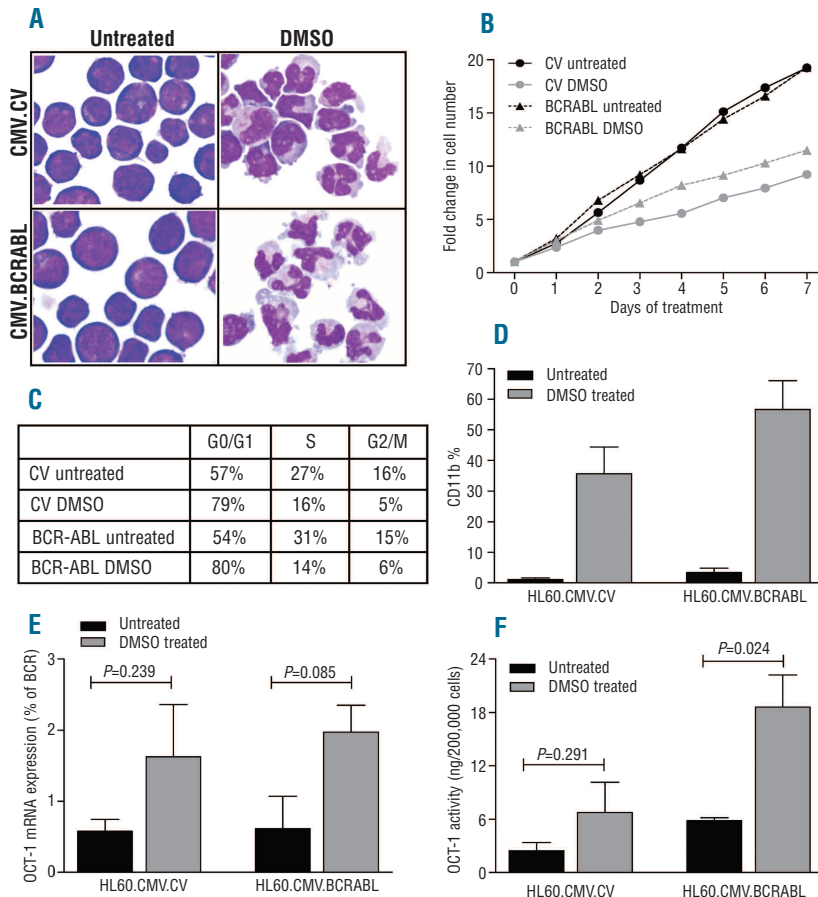 A
Untreated
DMSO
CMV.CV
CMV.BCRABL
B
Fold change in cell number
20
15
10
5
0
CV untreated
CV DMSO
BCRABL untreated
BCRABL DMSO
0 1 2 3 4 5 6 7
Days of treatment
C
G0/G1 S G2/M
CV untreated 57% 27% 16%
CV DMSO 79% 16% 5%
BCR-ABL untreated 54% 31% 15%
BCR-ABL DMSO 80% 14% 6%
D
CD11b %
70
60
50
40
30
20
10
0
Untreated
DMSO treated
HL60.CMV.CV HL60.CMV.BCRABL
E
OCT-1 mRNA expression (% of BCR)
Untreated
DMSO treated
3
2
1
0
P=0.239
P=0.085
HL60.CMV.CV HL60.CMV.BCRABL
F
OCT-1 activity (ng/200,000 cells)
24
18
12
6
0
Untreated
DMSO treated
P=0.291
P=0.024
HL60.CMV.CV HL60.CMV.BCRABL